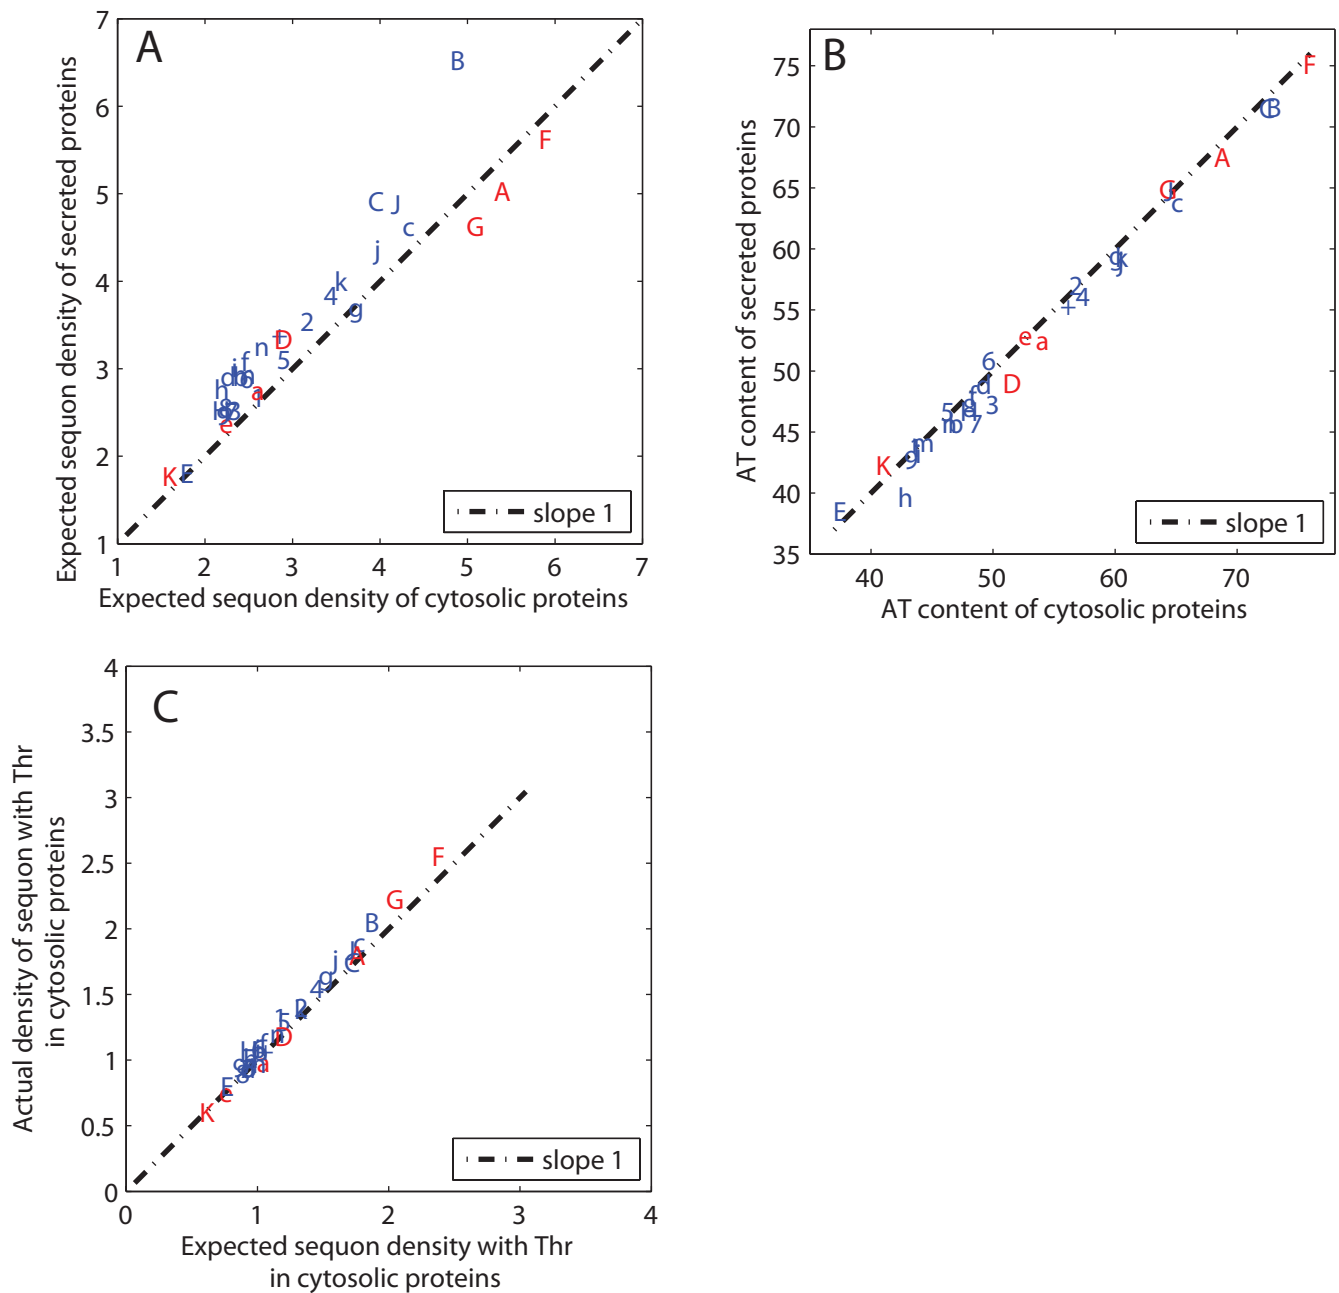 A
7
6
5
4
3
2
1
Expected sequon density of secreted proteins
B
F
A
G
C J
c
j
k
4
g
2
+
D
n
5
a
e
K E
slope 1
1 2 3 4 5 6 7
Expected sequon density of cytosolic proteins
B
75
70
65
60
55
50
45
40
35
AT content of secreted proteins
F
C B
A
G
c
g k
2
4
+
e a
6
D
d
3
5
7
m
K
h
E
slope 1
40 50 60 70
AT content of cytosolic proteins
C
4
3.5
3
2.5
2
1.5
1
0.5
0
Actual density of sequon with Thr
in cytosolic proteins
F
G
B
A
C
j
g
4
2
5
D
a
E e
K
slope 1
0 1 2 3 4
Expected sequon density with Thr
in cytosolic proteins